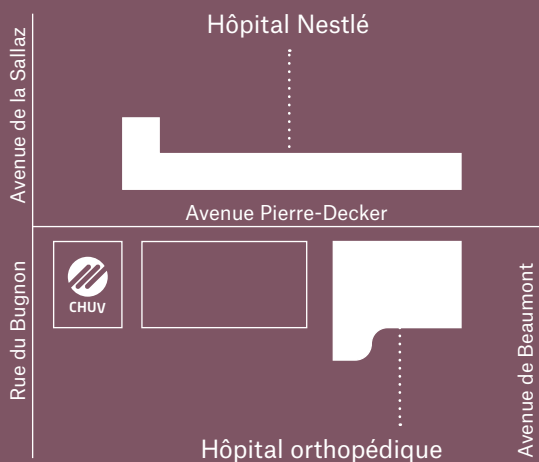 Hôpital Nestlé
Avenue de la Sallaz
Avenue Pierre-Decker
Rue du Bugnon
CHUV
Avenue de Beaumont
Hôpital orthopédique